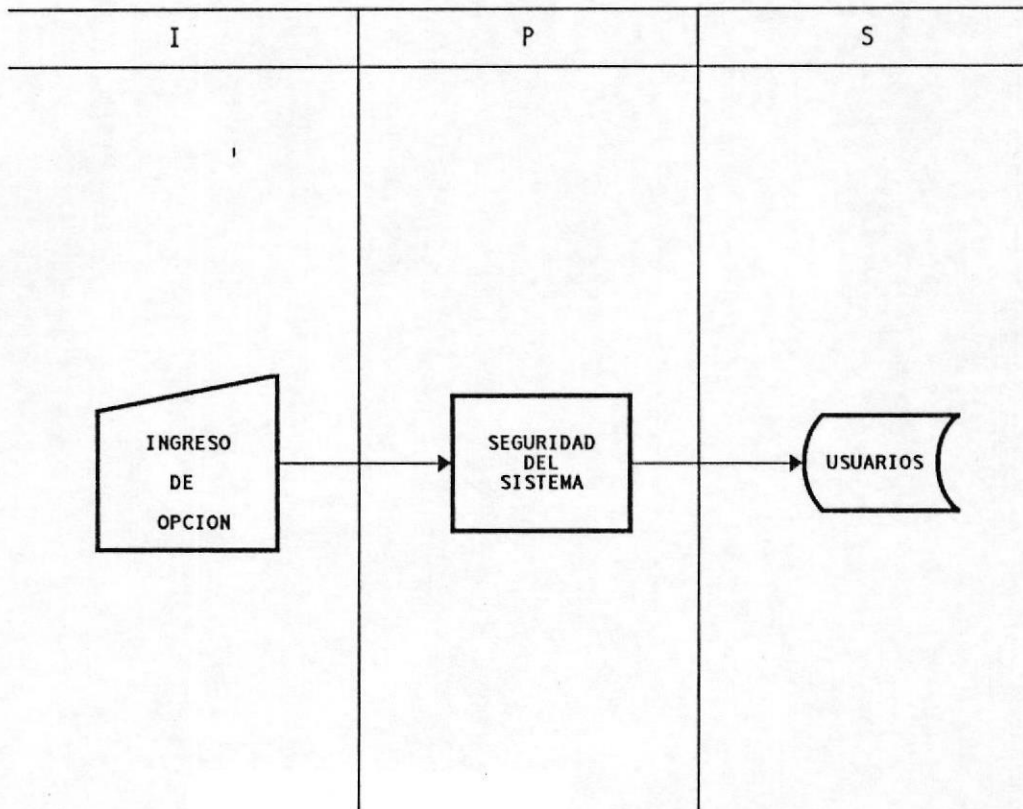 I
P
S
INGRESO
DE
OPCION
SEGURIDAD
DEL
SISTEMA
USUARIOS